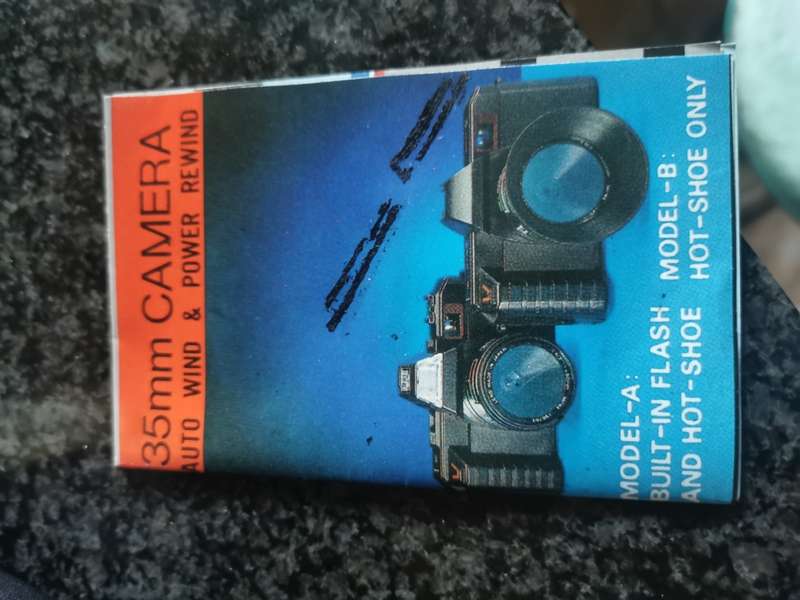 35mm CAMERA
AUTO WIND & POWER REWIND
MODEL-A:
BUILT-IN FLASH
AND HOT-SHOE
MODEL-B:
HOT-SHOE ONLY